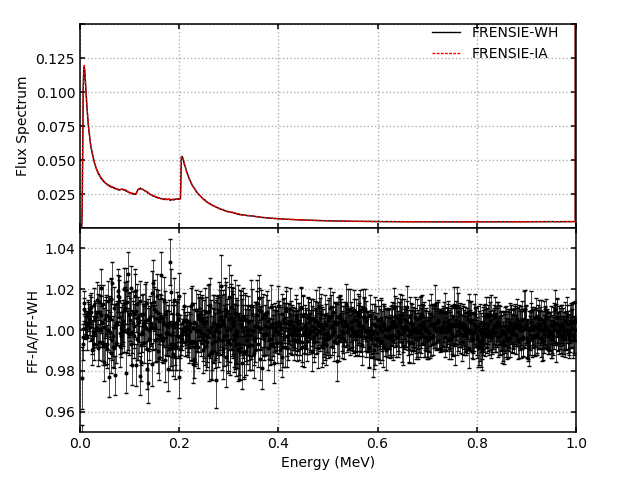 FRENSIE-WH
FRENSIE-IA
Flux Spectrum
0.125
0.100
0.075
0.050
0.025
FF-IA/FF-WH
1.04
1.02
1.00
0.98
0.96
0.0 0.2 0.4 0.6 0.8 1.0
Energy (MeV)